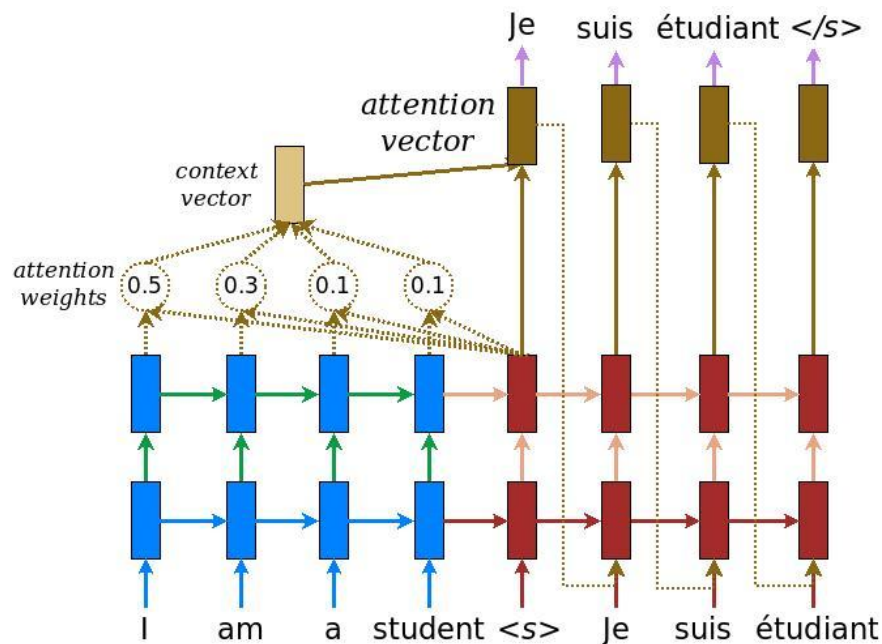 Je suis étudiant </s>
attention
vector
context
vector
attention
weights
0.5 0.3 0.1 0.1
I am a student <s> Je suis étudiant